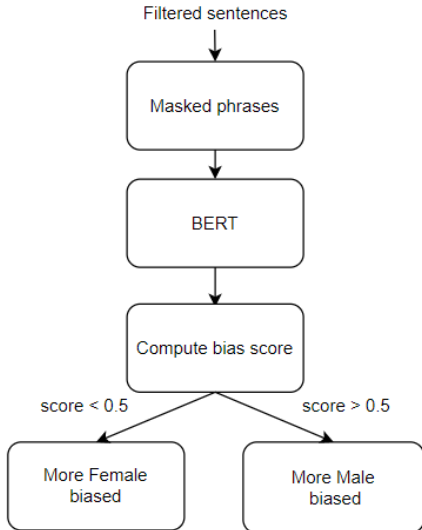 Filtered sentences
Masked phrases
BERT
Compute bias score
score < 0.5
score > 0.5
More Female
biased
More Male
biased